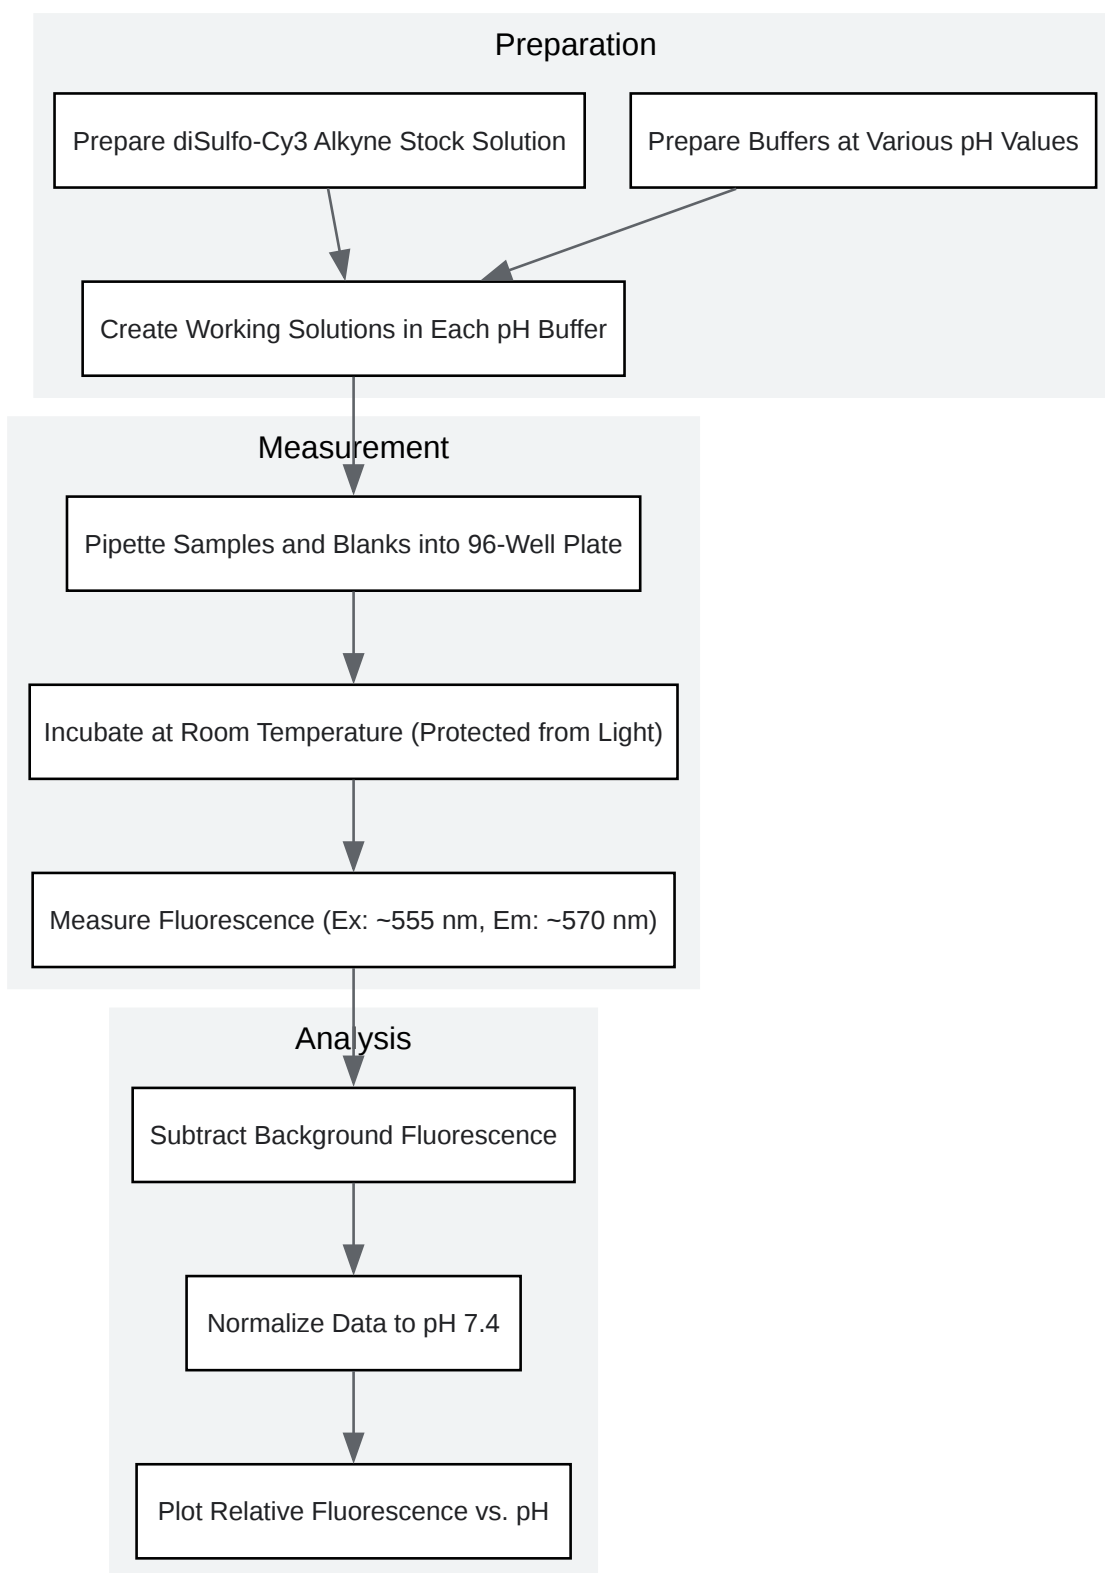 Preparation
Prepare diSulfo-Cy3 Alkyne Stock Solution
Prepare Buffers at Various pH Values
Create Working Solutions in Each pH Buffer
Measurement
Pipette Samples and Blanks into 96-Well Plate
Incubate at Room Temperature (Protected from Light)
Measure Fluorescence (Ex: ~555 nm, Em: ~570 nm)
Analysis
Subtract Background Fluorescence
Normalize Data to pH 7.4
Plot Relative Fluorescence vs. pH